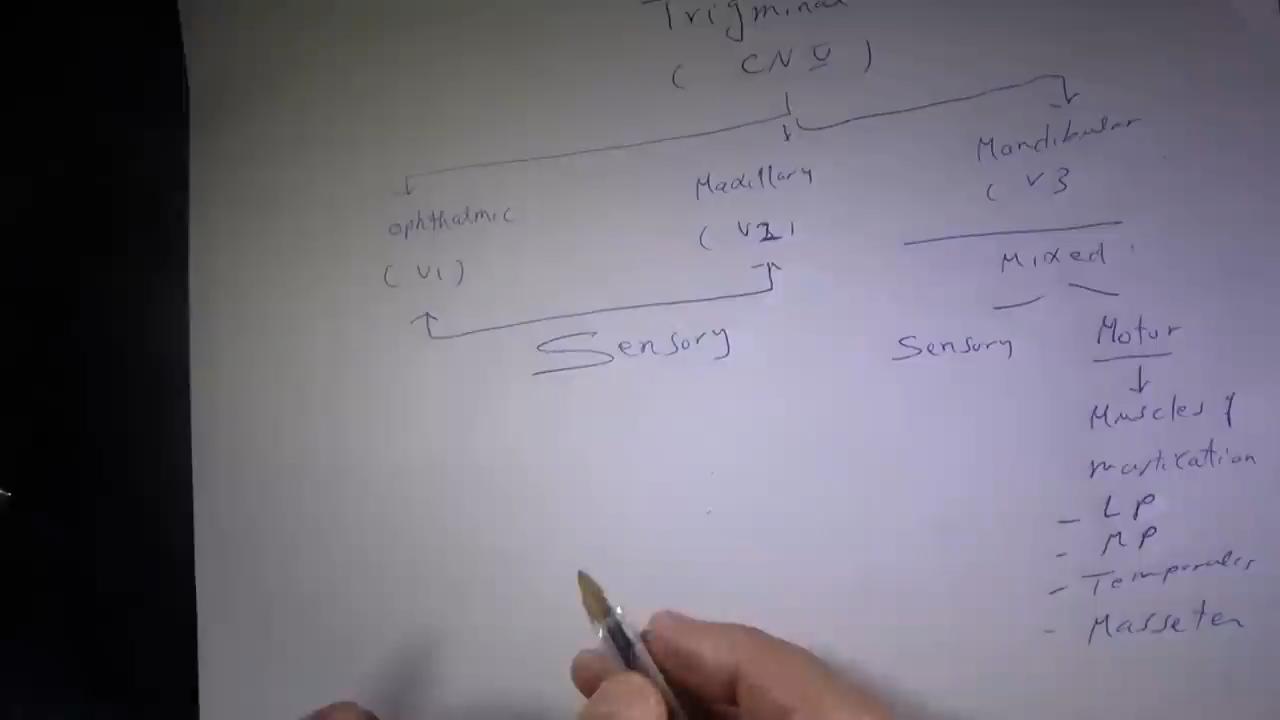 Trigminal
( CN V )
ophthalmic
( V1 )
Maxillary
( V2 )
Mandibular
( V3
Mixed
Sensory
Sensory
Motor
Muscles of
mastication
- LP
- MP
- Temporalis
- Masseter